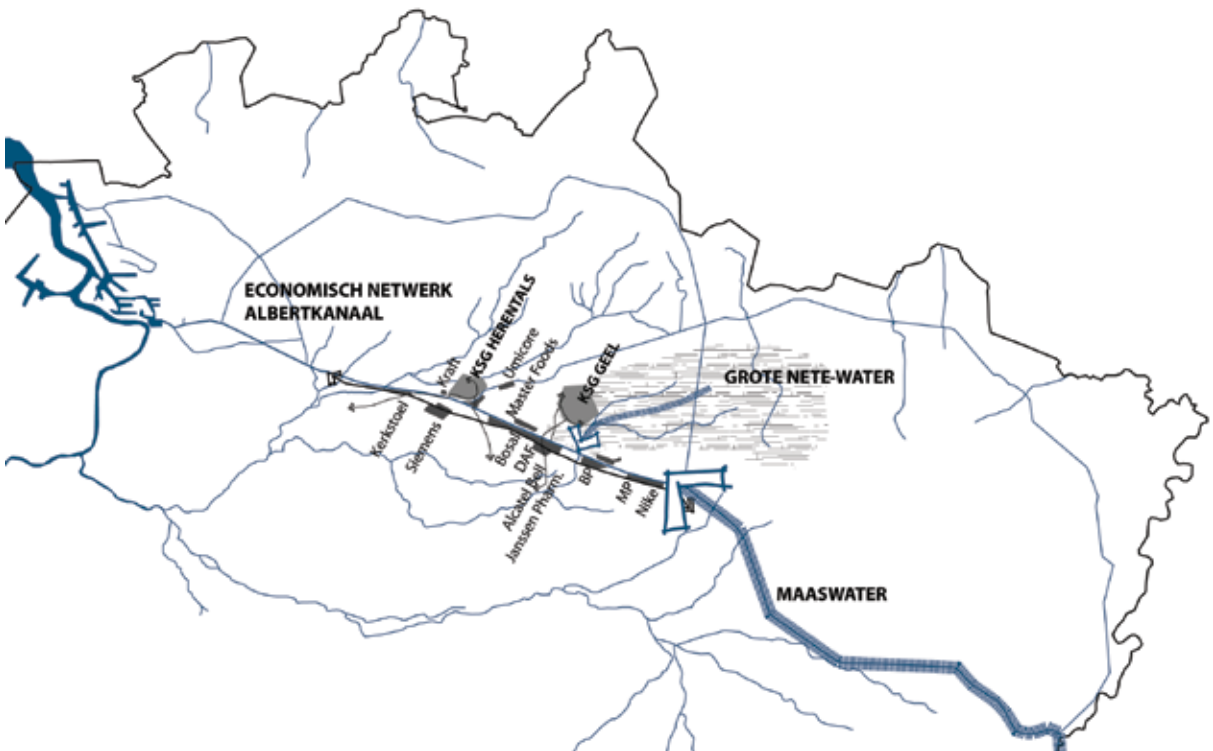 ECONOMISCH NETWERK
ALBERTKANAAL
Kraft
KSG HERENTALS
Umicore
Master Foods
KSG GEEL
GROTE NETE-WATER
Kerkstoel
Siemens
Bosal
DAF
Alcatel Bell
Janssen Pharm.
BP
MP
Nike
MAASWATER